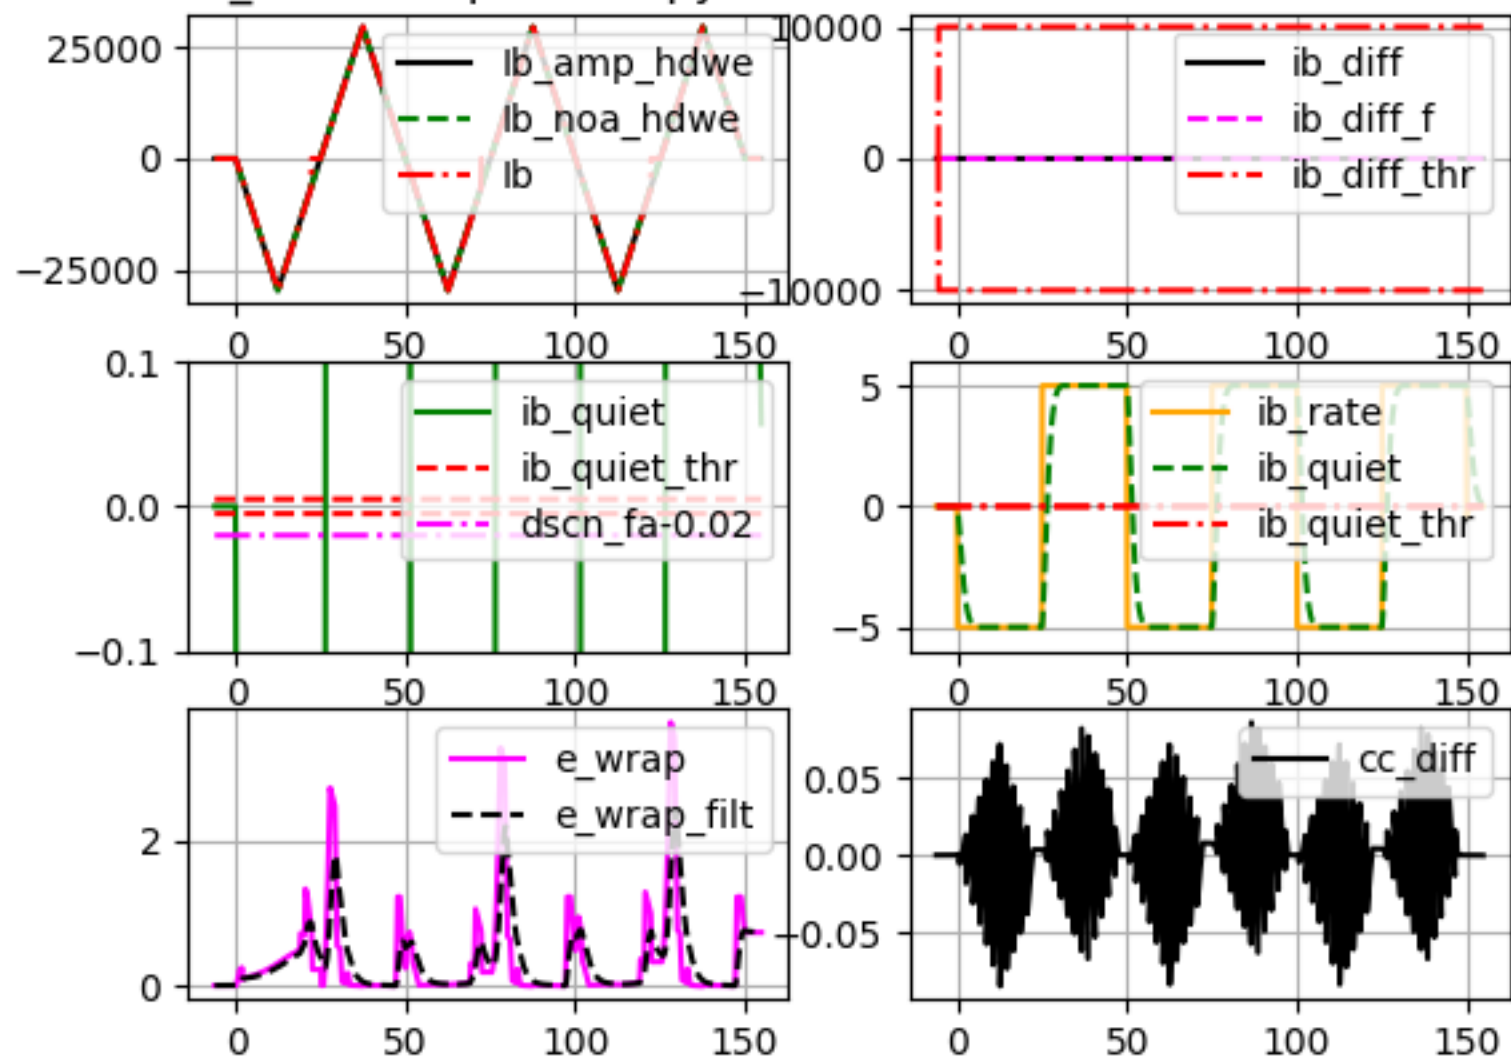 25000
0
−25000
Ib_amp_hdwe
Ib_noa_hdwe
Ib
0 50 100 150
10000
0
−10000
ib_diff
ib_diff_f
ib_diff_thr
0 50 100 150
0.1
0.0
−0.1
ib_quiet
ib_quiet_thr
dscn_fa-0.02
0 50 100 150
5
0
−5
ib_rate
ib_quiet
ib_quiet_thr
0 50 100 150
2
0
e_wrap
e_wrap_filt
0 50 100 150
0.05
0.00
−0.05
cc_diff
0 50 100 150